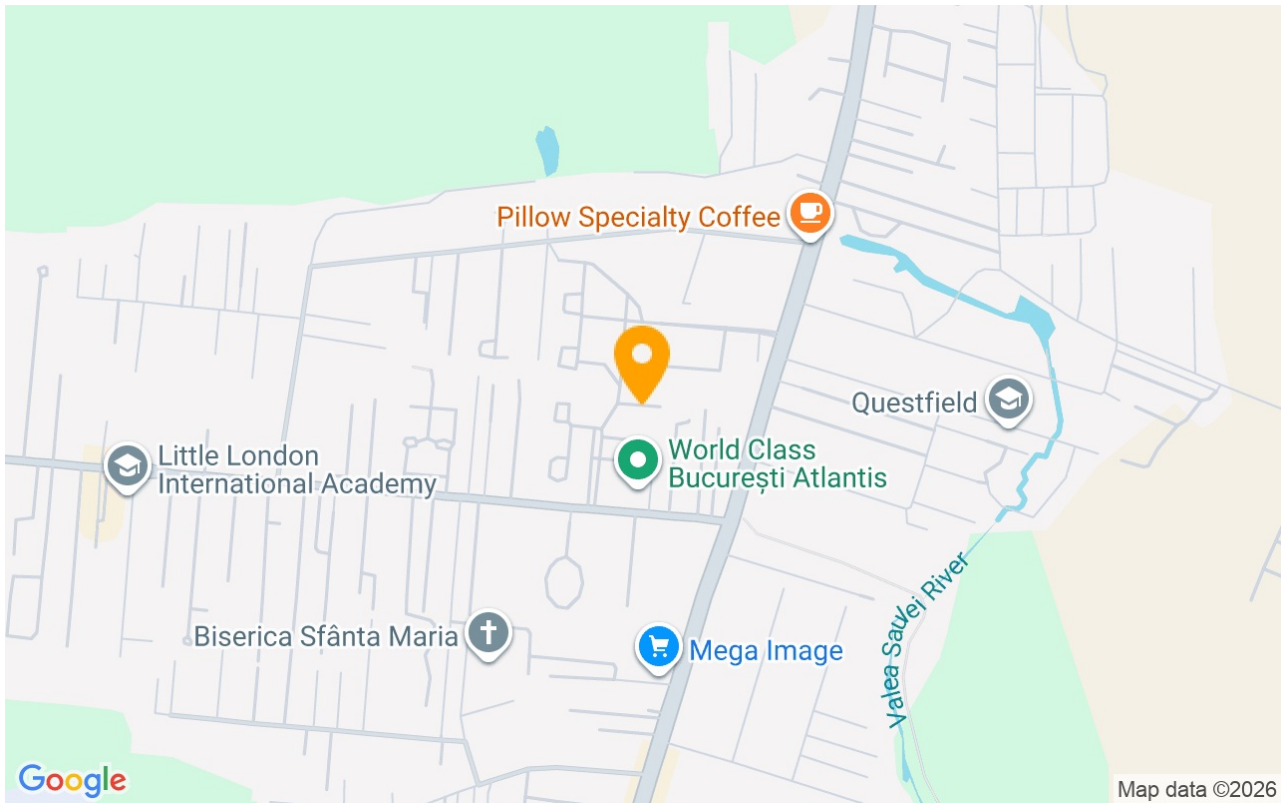 Pillow Specialty Coffee
Questfield
World Class
București Atlantis
Little London
International Academy
Valea Saulei River
Biserica Sfânta Maria
Mega Image
Google
Map data ©2026